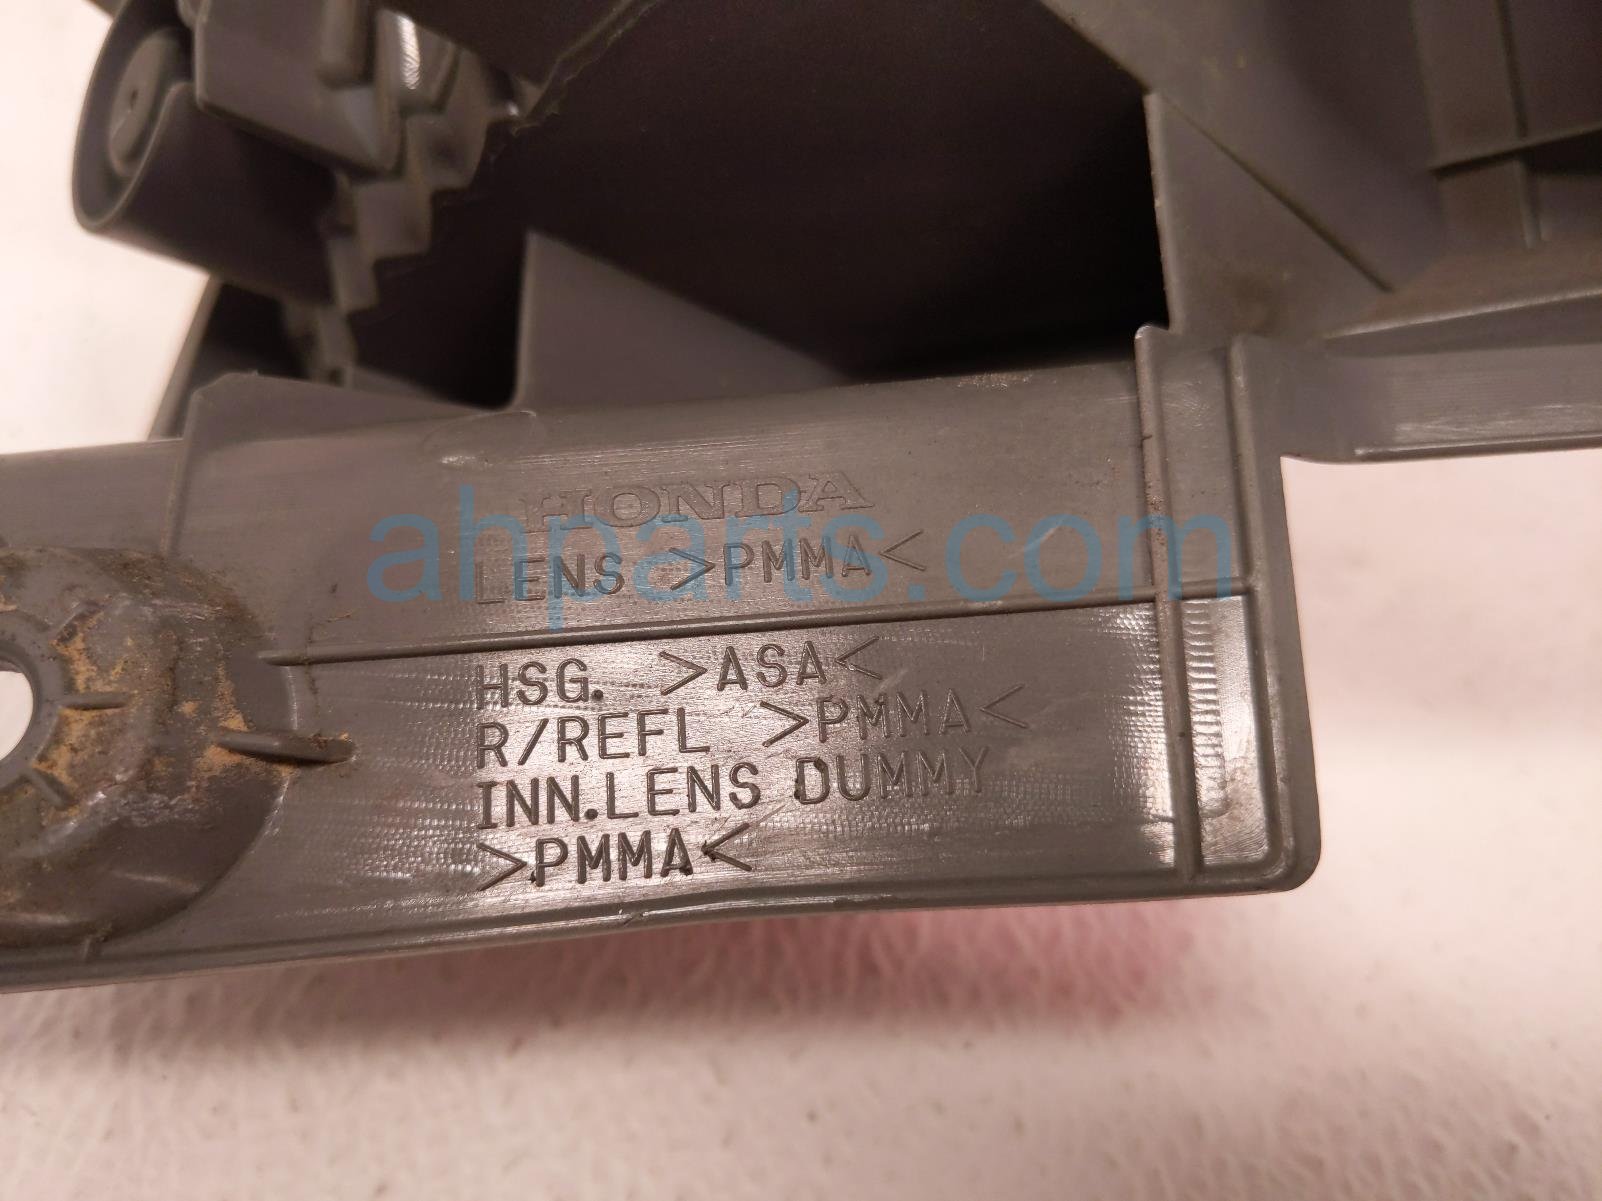 HONDA
ahparts.com
LENS >PMMA<
HSG. >ASA<
R/REFL >PMMA<
INN.LENS DUMMY
>PMMA<